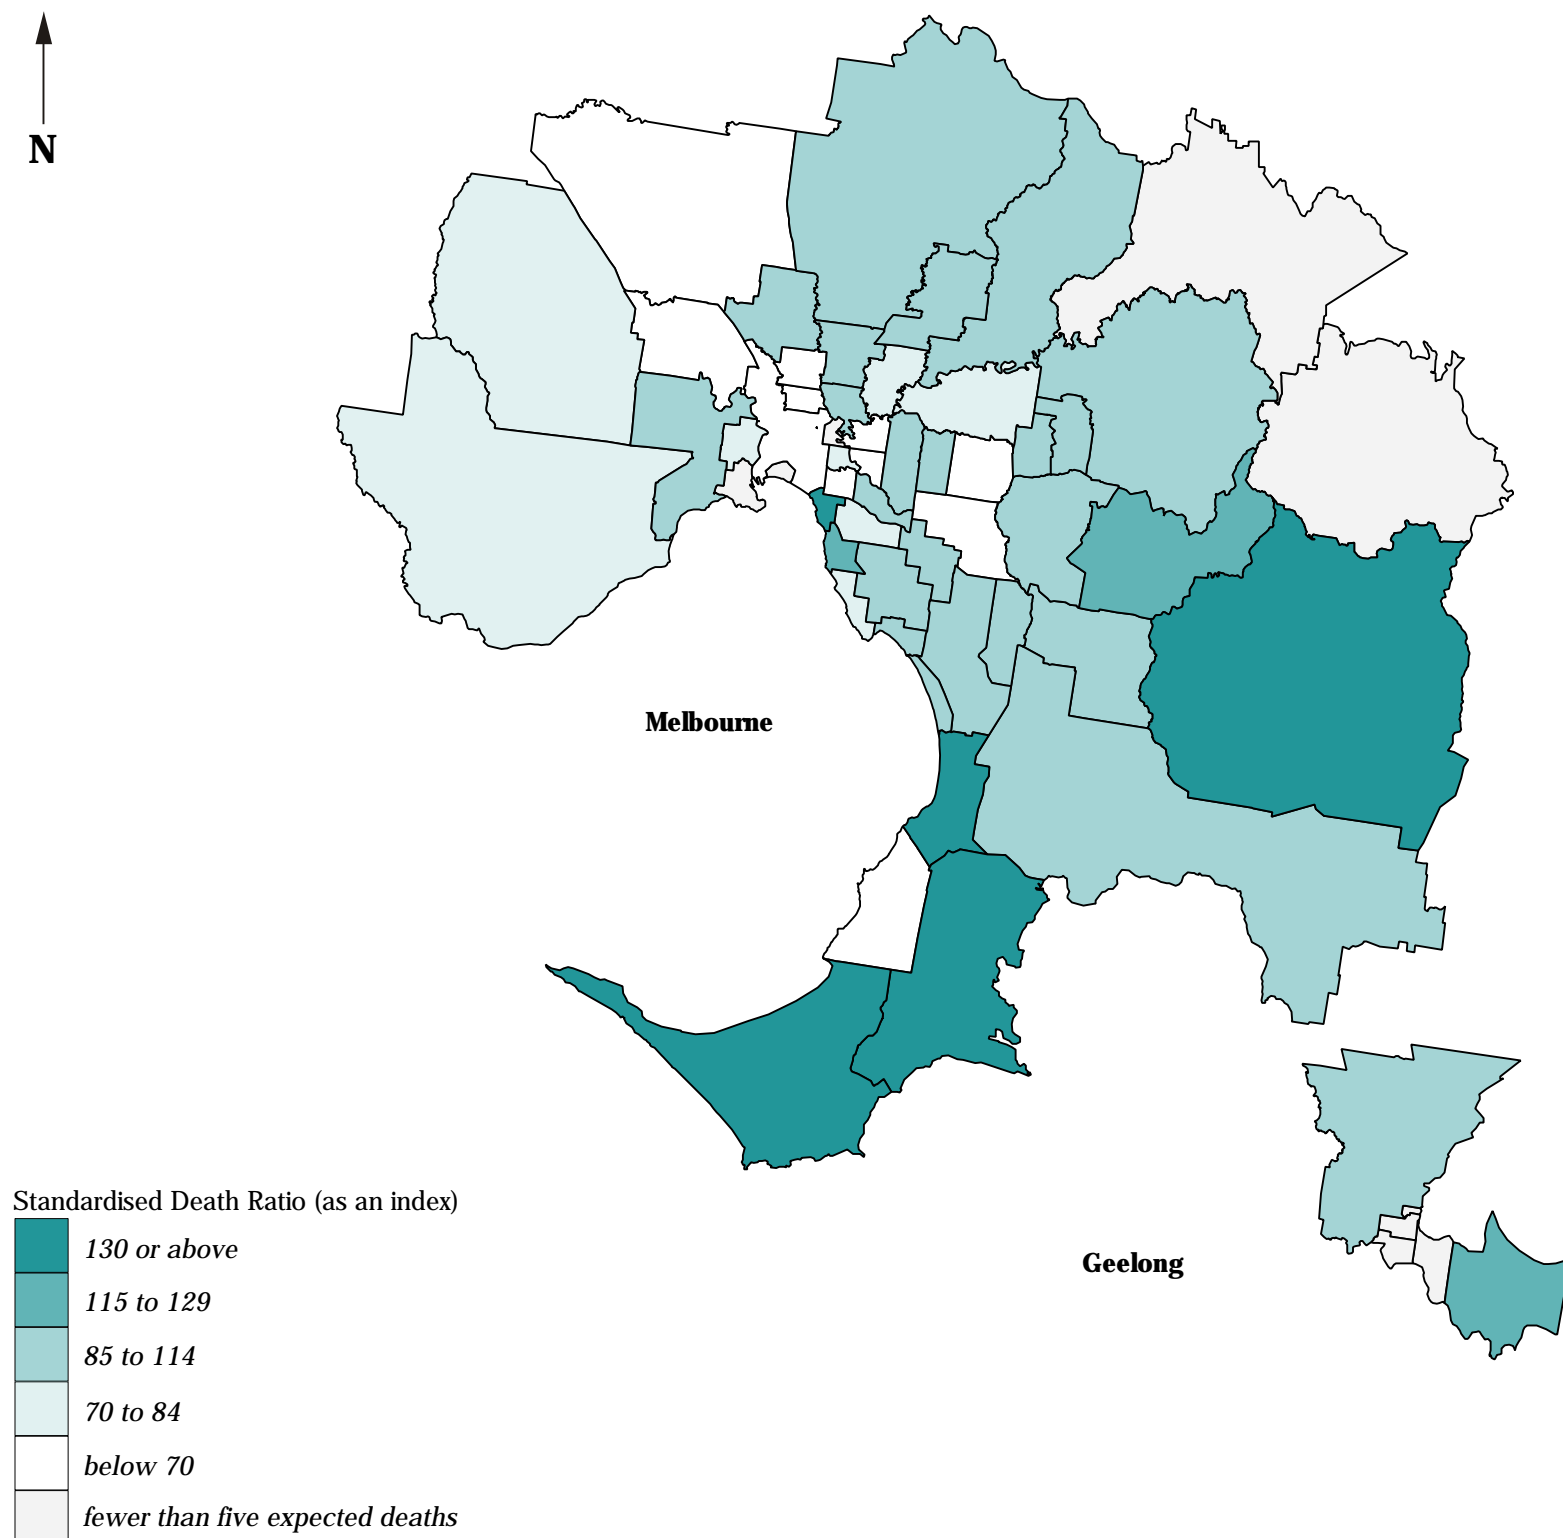 N
Melbourne
Standardised Death Ratio (as an index)
130 or above
Geelong
115 to 129
85 to 114
70 to 84
below 70
fewer than five expected deaths